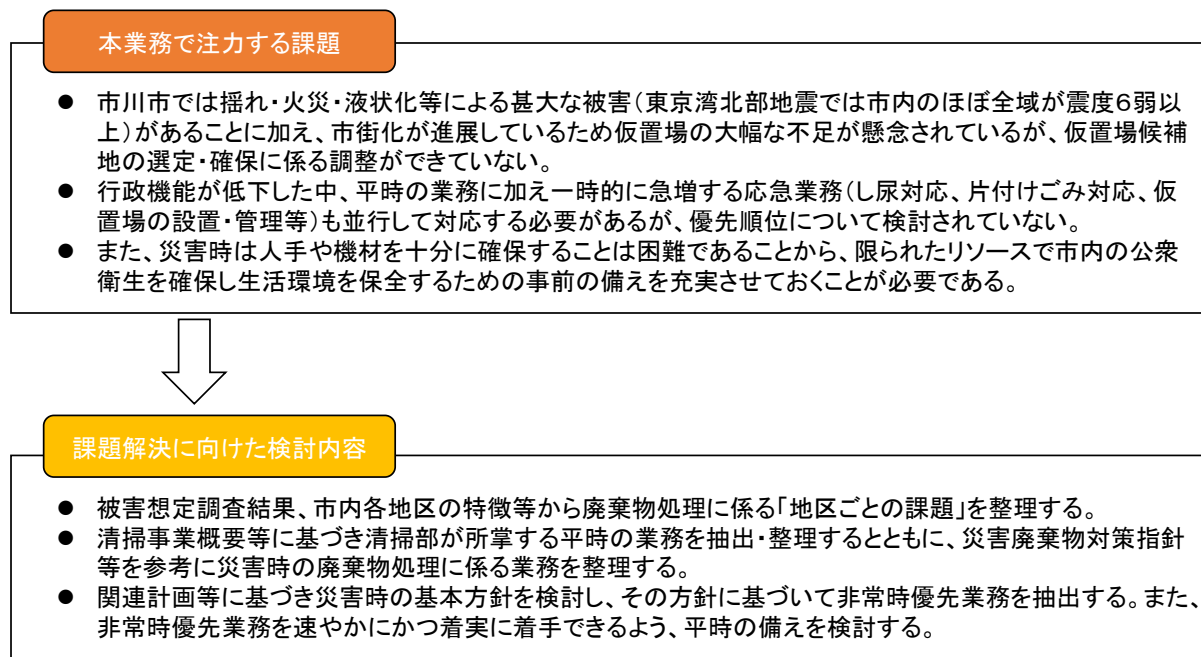 本業務で注力する課題
● 市川市では揺れ・火災・液状化等による甚大な被害（東京湾北部地震では市内のほぼ全域が震度６弱以
上）があることに加え、市街化が進展しているため仮置場の大幅な不足が懸念されているが、仮置場候補
地の選定・確保に係る調整ができていない。
● 行政機能が低下した中、平時の業務に加え一時的に急増する応急業務（し尿対応、片付けごみ対応、仮
置場の設置・管理等）も並行して対応する必要があるが、優先順位について検討されていない。
● また、災害時は人手や機材を十分に確保することは困難であることから、限られたリソースで市内の公衆
衛生を確保し生活環境を保全するための事前の備えを充実させておくことが必要である。
課題解決に向けた検討内容
● 被害想定調査結果、市内各地区の特徴等から廃棄物処理に係る「地区ごとの課題」を整理する。
● 清掃事業概要等に基づき清掃部が所掌する平時の業務を抽出・整理するとともに、災害廃棄物対策指針
等を参考に災害時の廃棄物処理に係る業務を整理する。
● 関連計画等に基づき災害時の基本方針を検討し、その方針に基づいて非常時優先業務を抽出する。また、
非常時優先業務を速やかにかつ着実に着手できるよう、平時の備えを検討する。